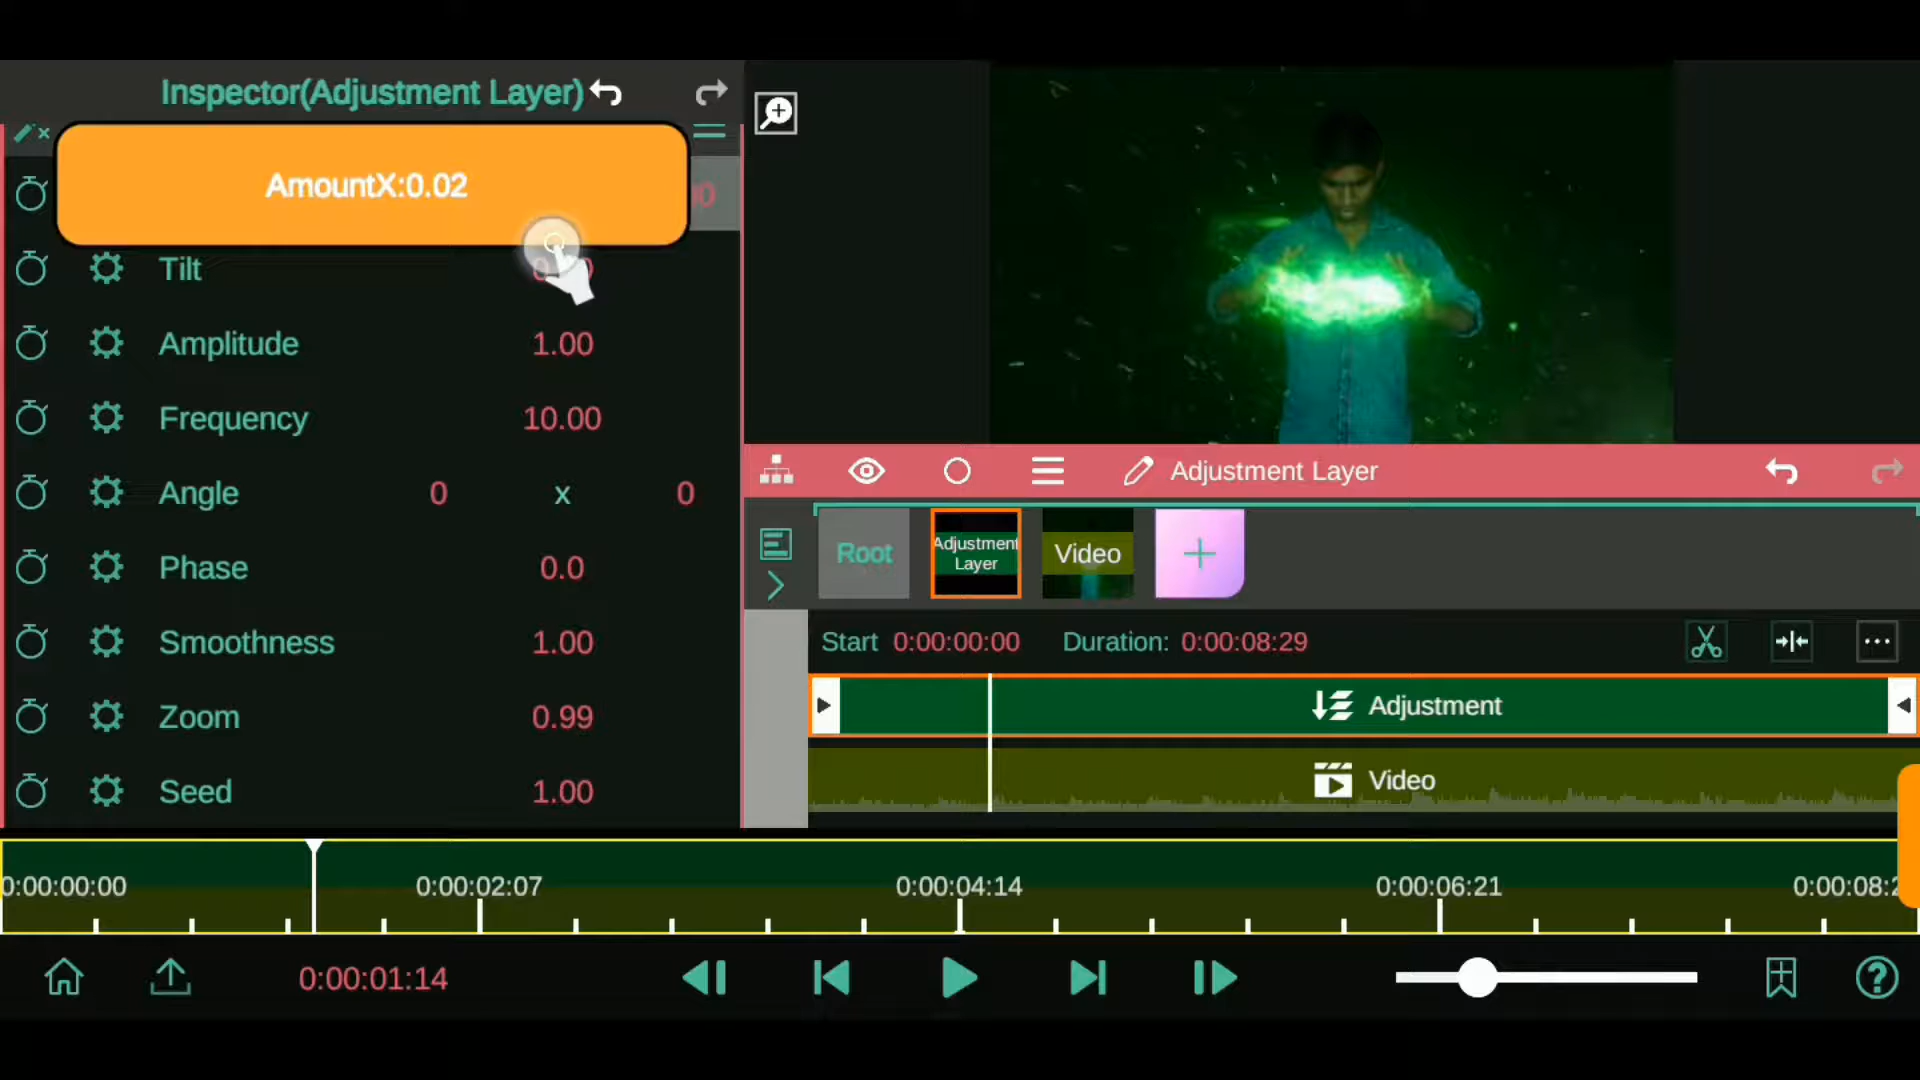 Inspector(Adjustment Layer)
AmountX:0.02
Tilt
Amplitude 1.00
Frequency 10.00
Angle 0 x 0
Phase 0.0
Smoothness 1.00
Zoom 0.99
Seed 1.00
Adjustment Layer
Root
Adjustment
Layer
Video
Start 0:00:00:00 Duration: 0:00:08:29
Adjustment
Video
0:00:00:00 0:00:02:07 0:00:04:14 0:00:06:21
0:00:01:14